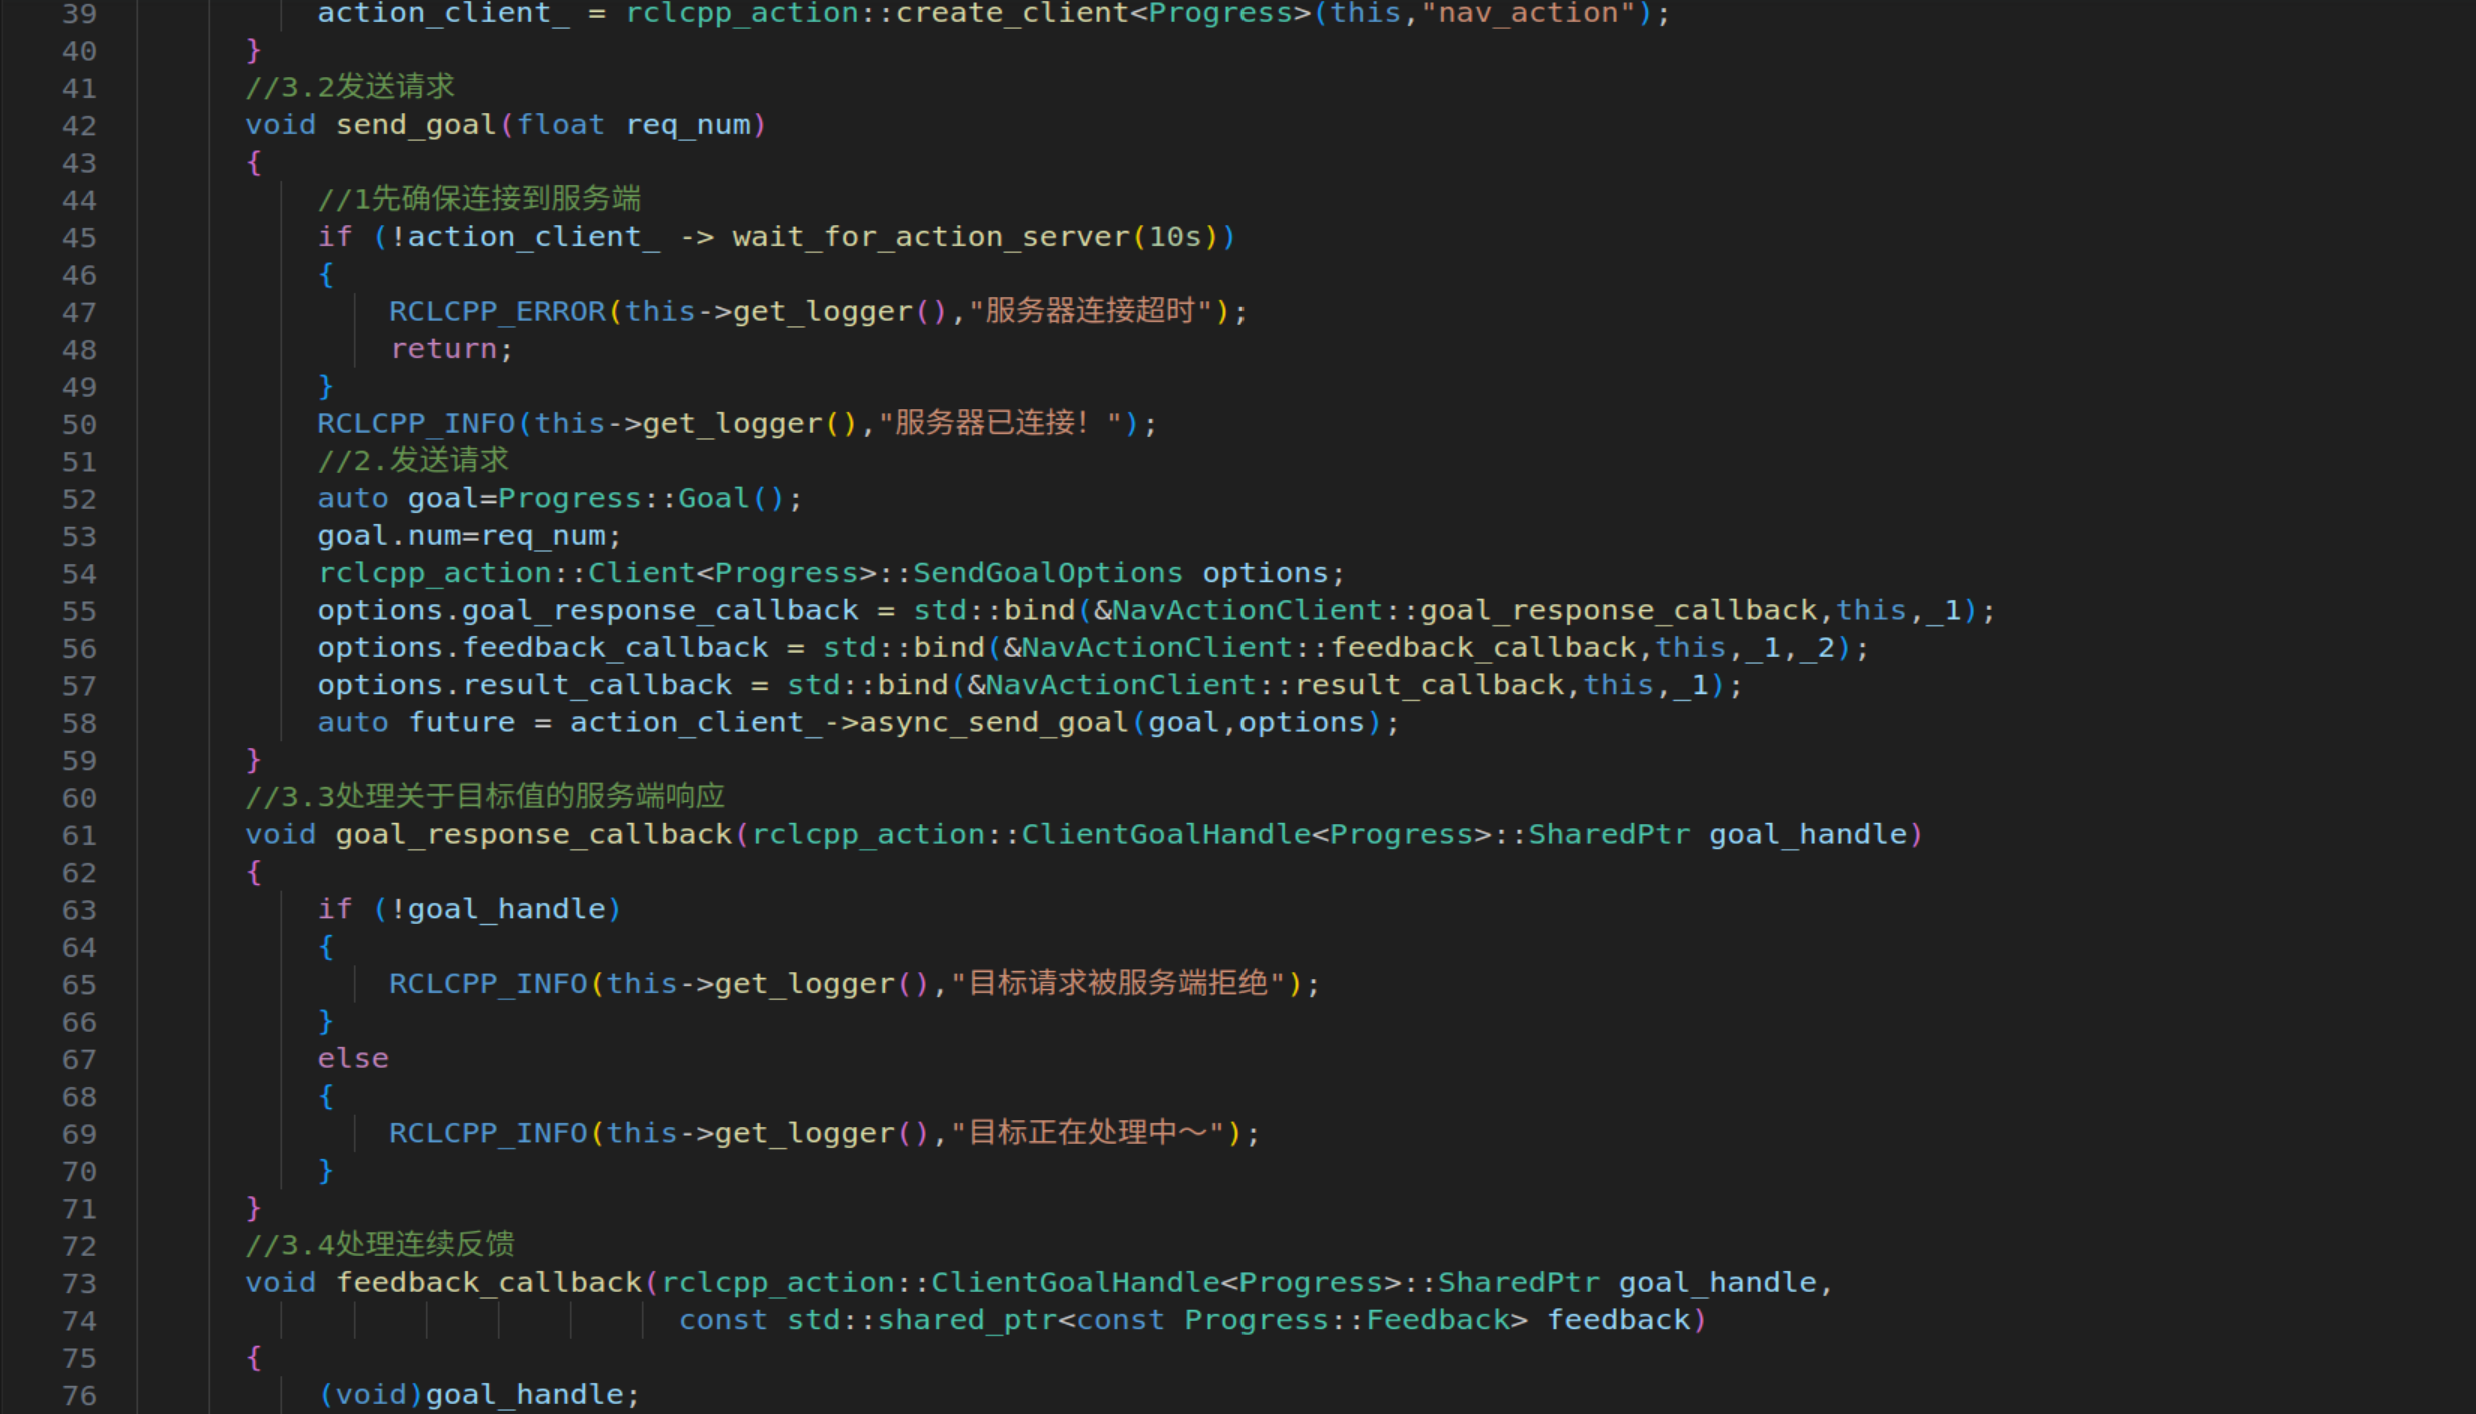 39 action_client_ = rclcpp_action::create_client<Progress>(this,"nav_action");
40 }
41 //3.2发送请求
42 void send_goal(float req_num)
43 {
44 //1先确保连接到服务端
45 if (!action_client_ -> wait_for_action_server(10s))
46 {
47 RCLCPP_ERROR(this->get_logger(),"服务器连接超时");
48 return;
49 }
50 RCLCPP_INFO(this->get_logger(),"服务器已连接！");
51 //2.发送请求
52 auto goal=Progress::Goal();
53 goal.num=req_num;
54 rclcpp_action::Client<Progress>::SendGoalOptions options;
55 options.goal_response_callback = std::bind(&NavActionClient::goal_response_callback,this,_1);
56 options.feedback_callback = std::bind(&NavActionClient::feedback_callback,this,_1,_2);
57 options.result_callback = std::bind(&NavActionClient::result_callback,this,_1);
58 auto future = action_client_->async_send_goal(goal,options);
59 }
60 //3.3处理关于目标值的服务端响应
61 void goal_response_callback(rclcpp_action::ClientGoalHandle<Progress>::SharedPtr goal_handle)
62 {
63 if (!goal_handle)
64 {
65 RCLCPP_INFO(this->get_logger(),"目标请求被服务端拒绝");
66 }
67 else
68 {
69 RCLCPP_INFO(this->get_logger(),"目标正在处理中～");
70 }
71 }
72 //3.4处理连续反馈
73 void feedback_callback(rclcpp_action::ClientGoalHandle<Progress>::SharedPtr goal_handle,
74 const std::shared_ptr<const Progress::Feedback> feedback)
75 {
76 (void)goal_handle;